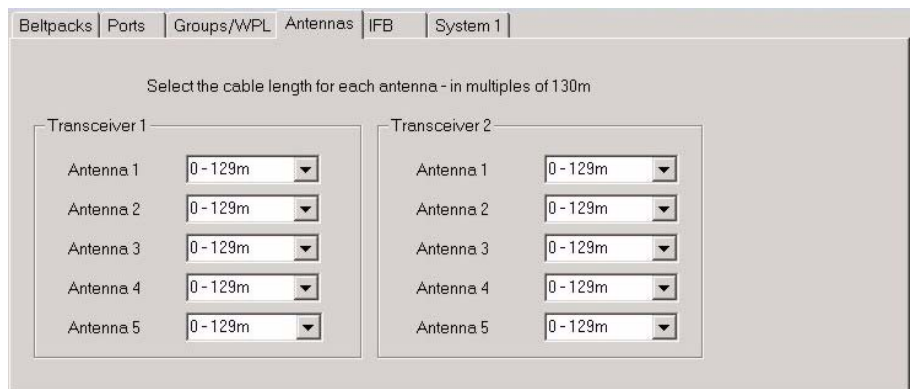 Beltpacks Ports Groups/WPL Antennas IFB System 1
Select the cable length for each antenna - in multiples of 130m
Transceiver 1
Antenna 1 0 - 129m
Antenna 2 0 - 129m
Antenna 3 0 - 129m
Antenna 4 0 - 129m
Antenna 5 0 - 129m
Transceiver 2
Antenna 1 0 - 129m
Antenna 2 0 - 129m
Antenna 3 0 - 129m
Antenna 4 0 - 129m
Antenna 5 0 - 129m